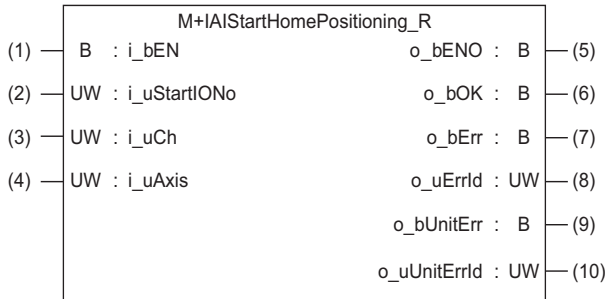 M+IAIStartHomePositioning_R
(1) B : i_bEN o_bENO : B (5)
(2) UW : i_uStartIONo o_bOK : B (6)
(3) UW : i_uCh o_bErr : B (7)
(4) UW : i_uAxis o_uErrId : UW (8)
o_bUnitErr : B (9)
o_uUnitErrId : UW (10)